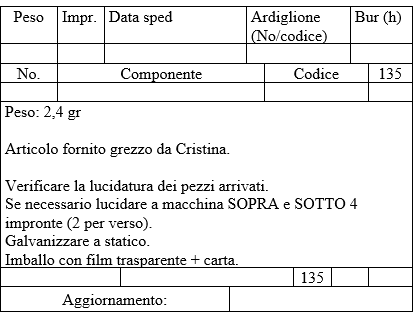 Peso Impr. Data sped Ardiglione (No/codice) Bur (h)
No. Componente Codice 135
Peso: 2,4 gr
Articolo fornito grezzo da Cristina.
Verificare la lucidatura dei pezzi arrivati.
Se necessario lucidare a macchina SOPRA e SOTTO 4
impronte (2 per verso).
Galvanizzare a statico.
Imballo con film trasparente + carta.
135
Aggiornamento: